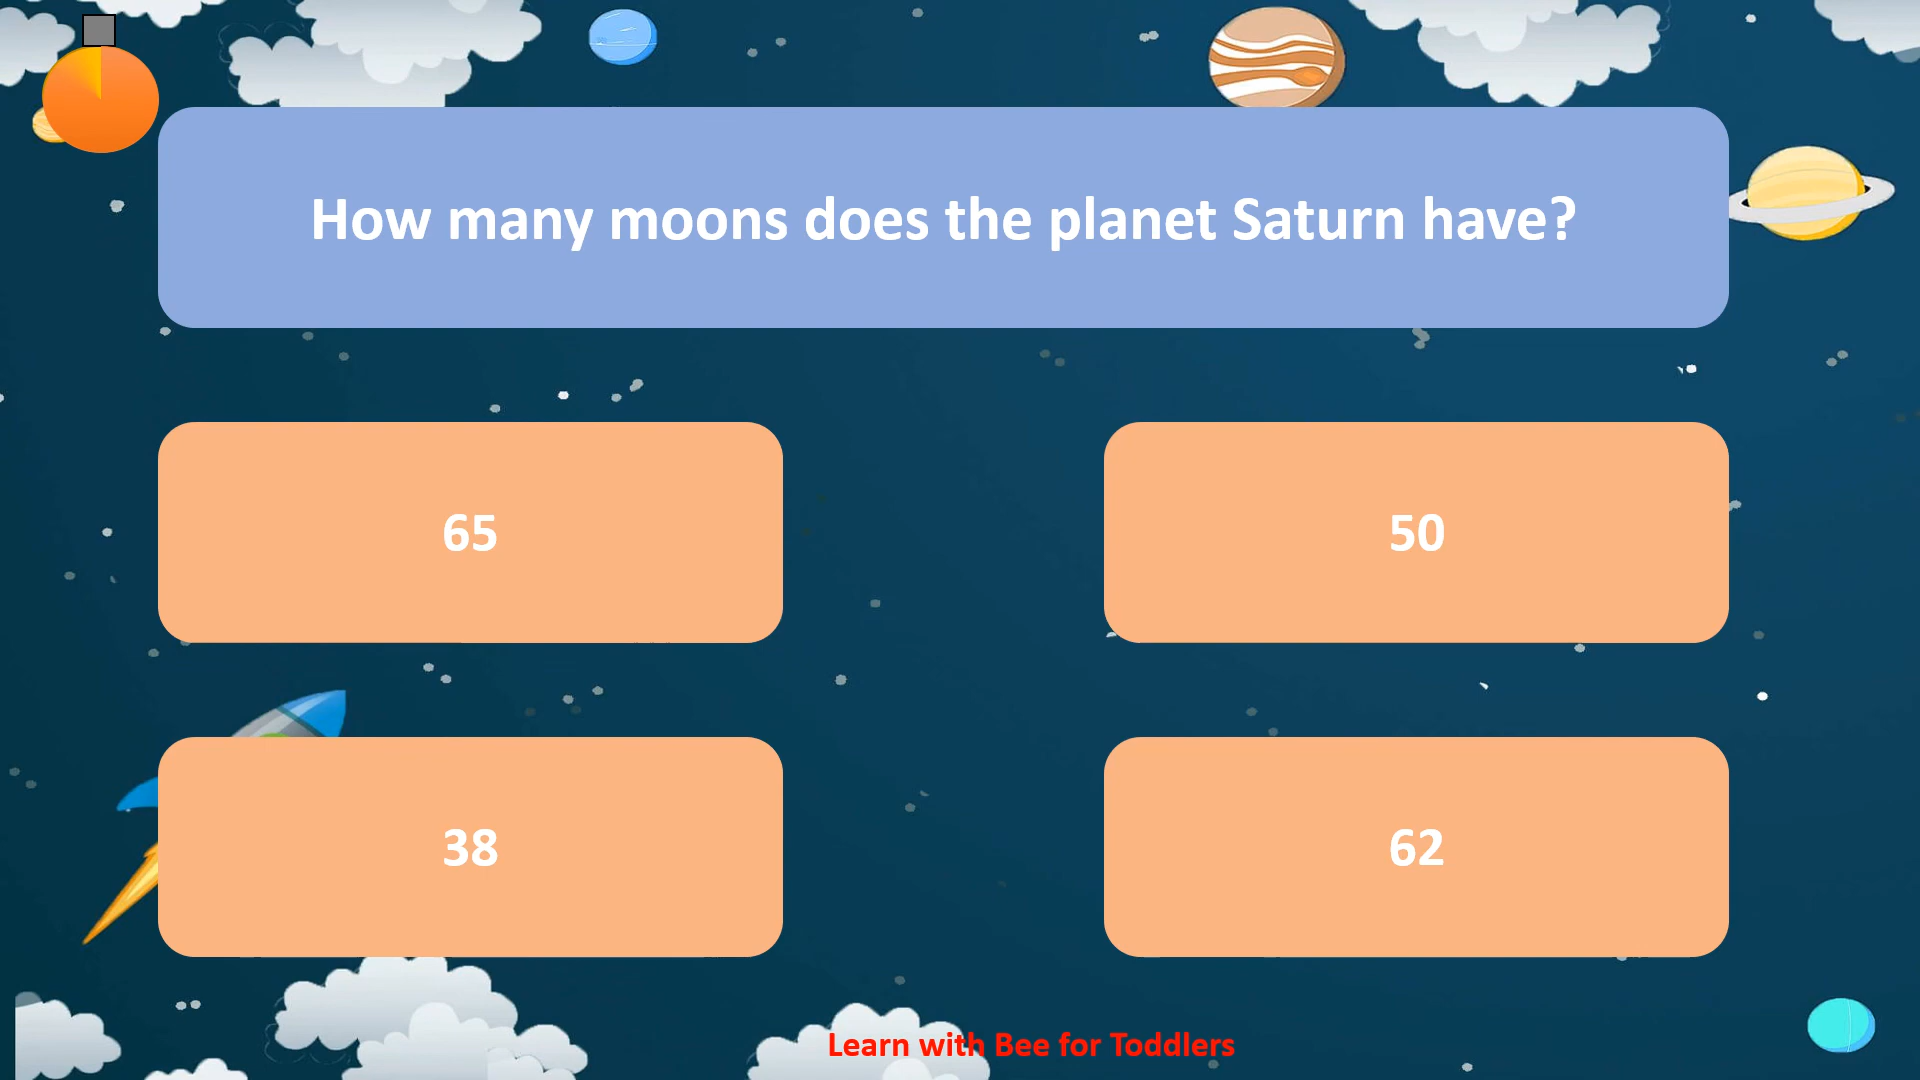 How many moons does the planet Saturn have?
65
50
38
62
Learn with Bee for Toddlers